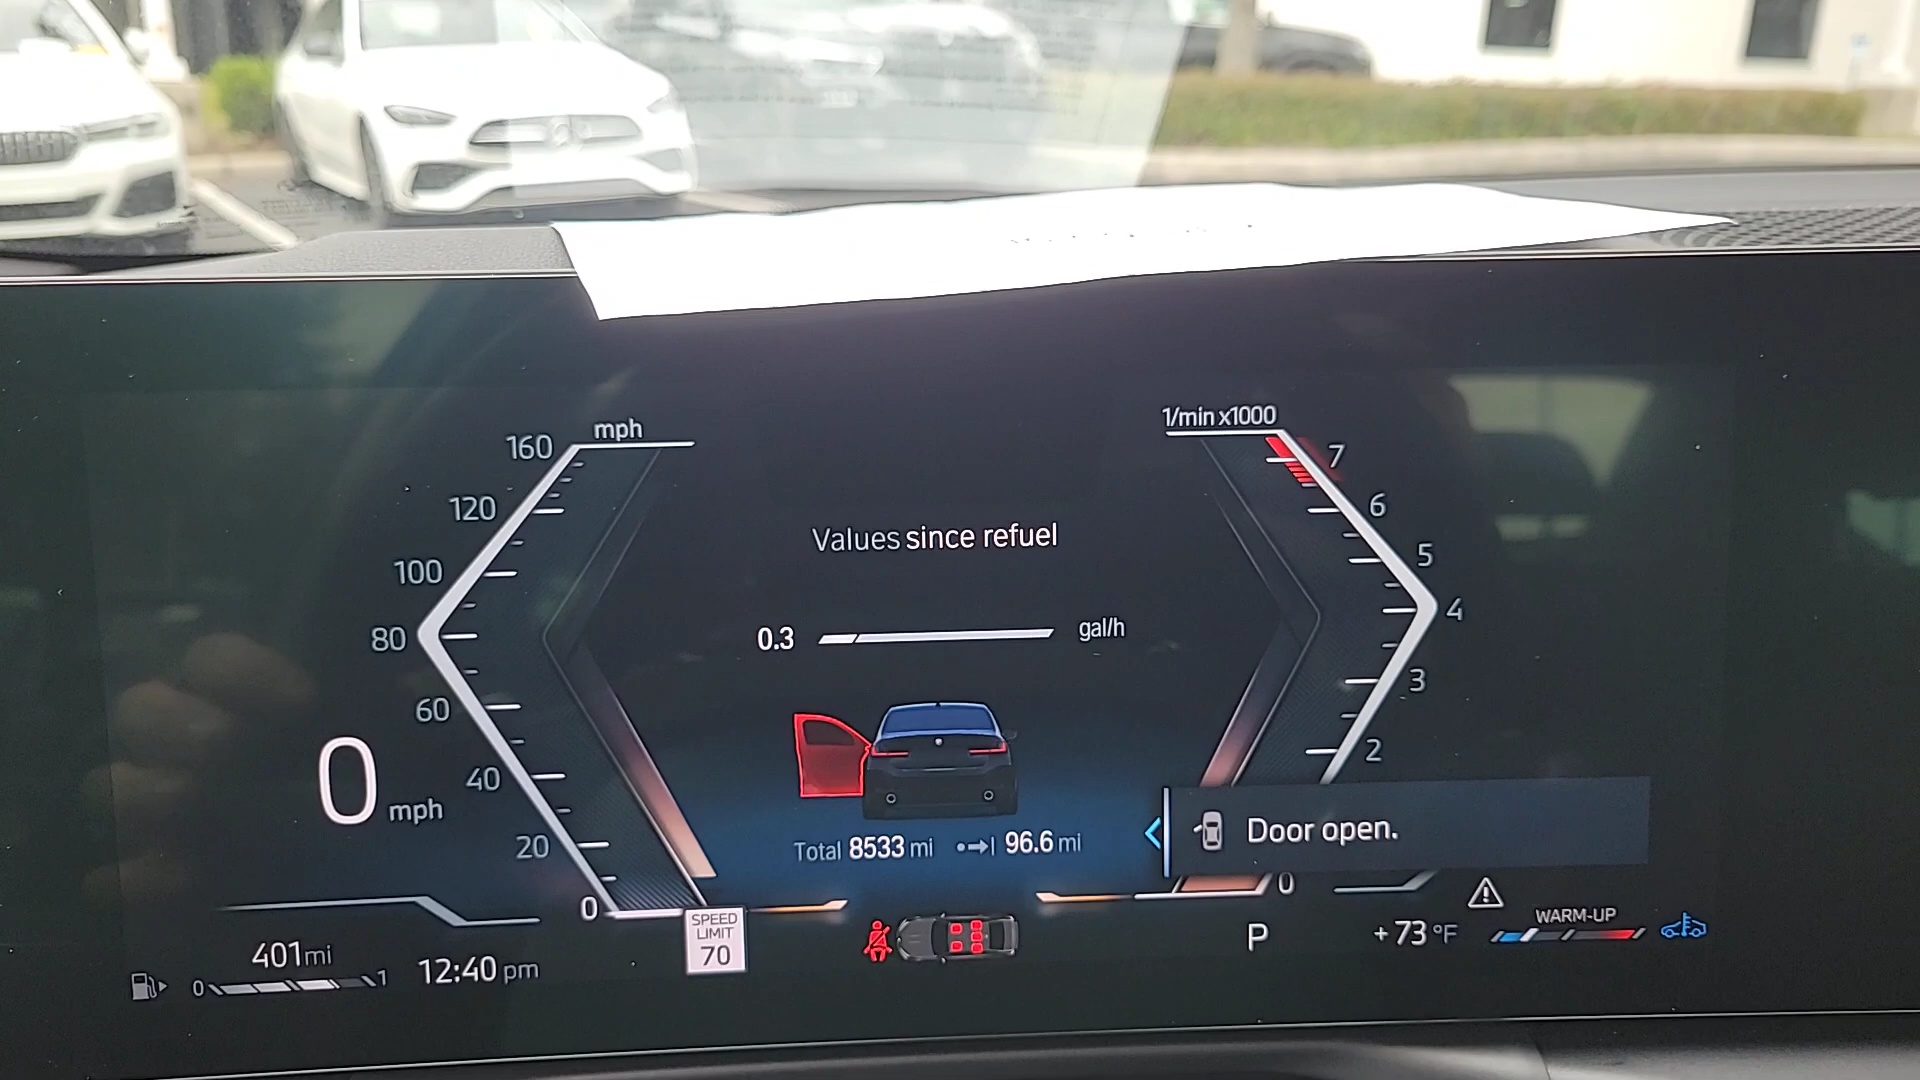 mph
160
120
100
80
60
40
20
0
0 mph
1/min x1000
7
6
5
4
3
2
0
Values since refuel
0.3 gal/h
Total 8533 mi 96.6 mi
Door open.
SPEED
LIMIT
70
401 mi
0 1
12:40 pm
P
+73 °F
WARM-UP